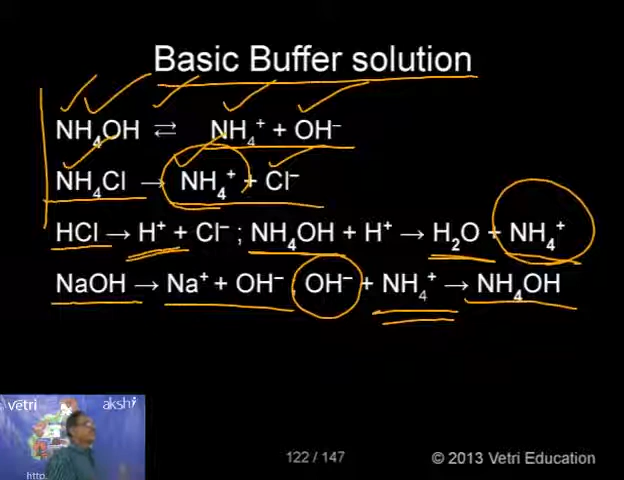 Basic Buffer solution
NH₄OH ⇄ NH₄⁺ + OH⁻
NH₄Cl → NH₄⁺ + Cl⁻
HCl → H⁺ + Cl⁻ ; NH₄OH + H⁺ → H₂O + NH₄⁺
NaOH → Na⁺ + OH⁻ OH⁻ + NH₄⁺ → NH₄OH
vetri akshi
http.
122 / 147 © 2013 Vetri Education